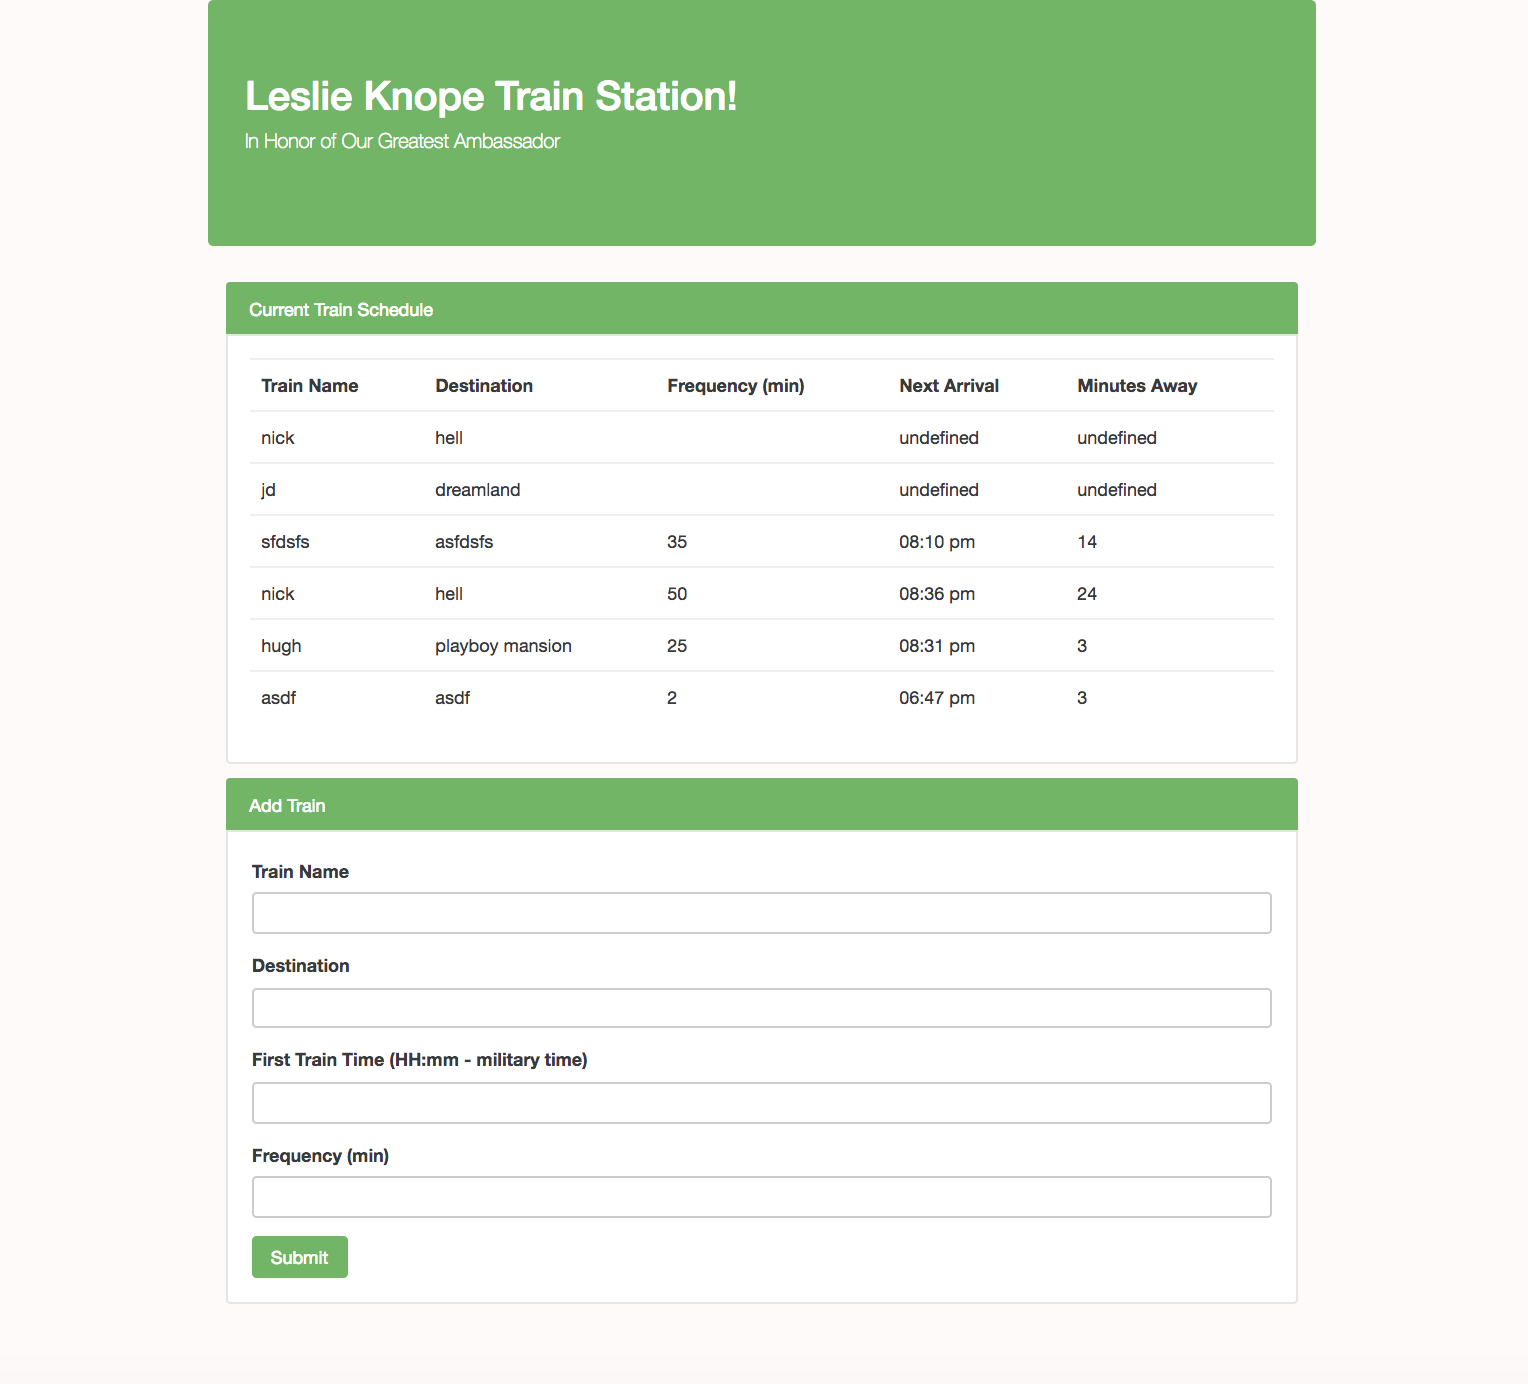 Leslie Knope Train Station!
In Honor of Our Greatest Ambassador
Current Train Schedule
Train Name Destination Frequency (min) Next Arrival Minutes Away
nick hell undefined undefined
jd dreamland undefined undefined
sfdsfs asfdsfs 35 08:10 pm 14
nick hell 50 08:36 pm 24
hugh playboy mansion 25 08:31 pm 3
asdf asdf 2 06:47 pm 3
Add Train
Train Name
Destination
First Train Time (HH:mm - military time)
Frequency (min)
Submit